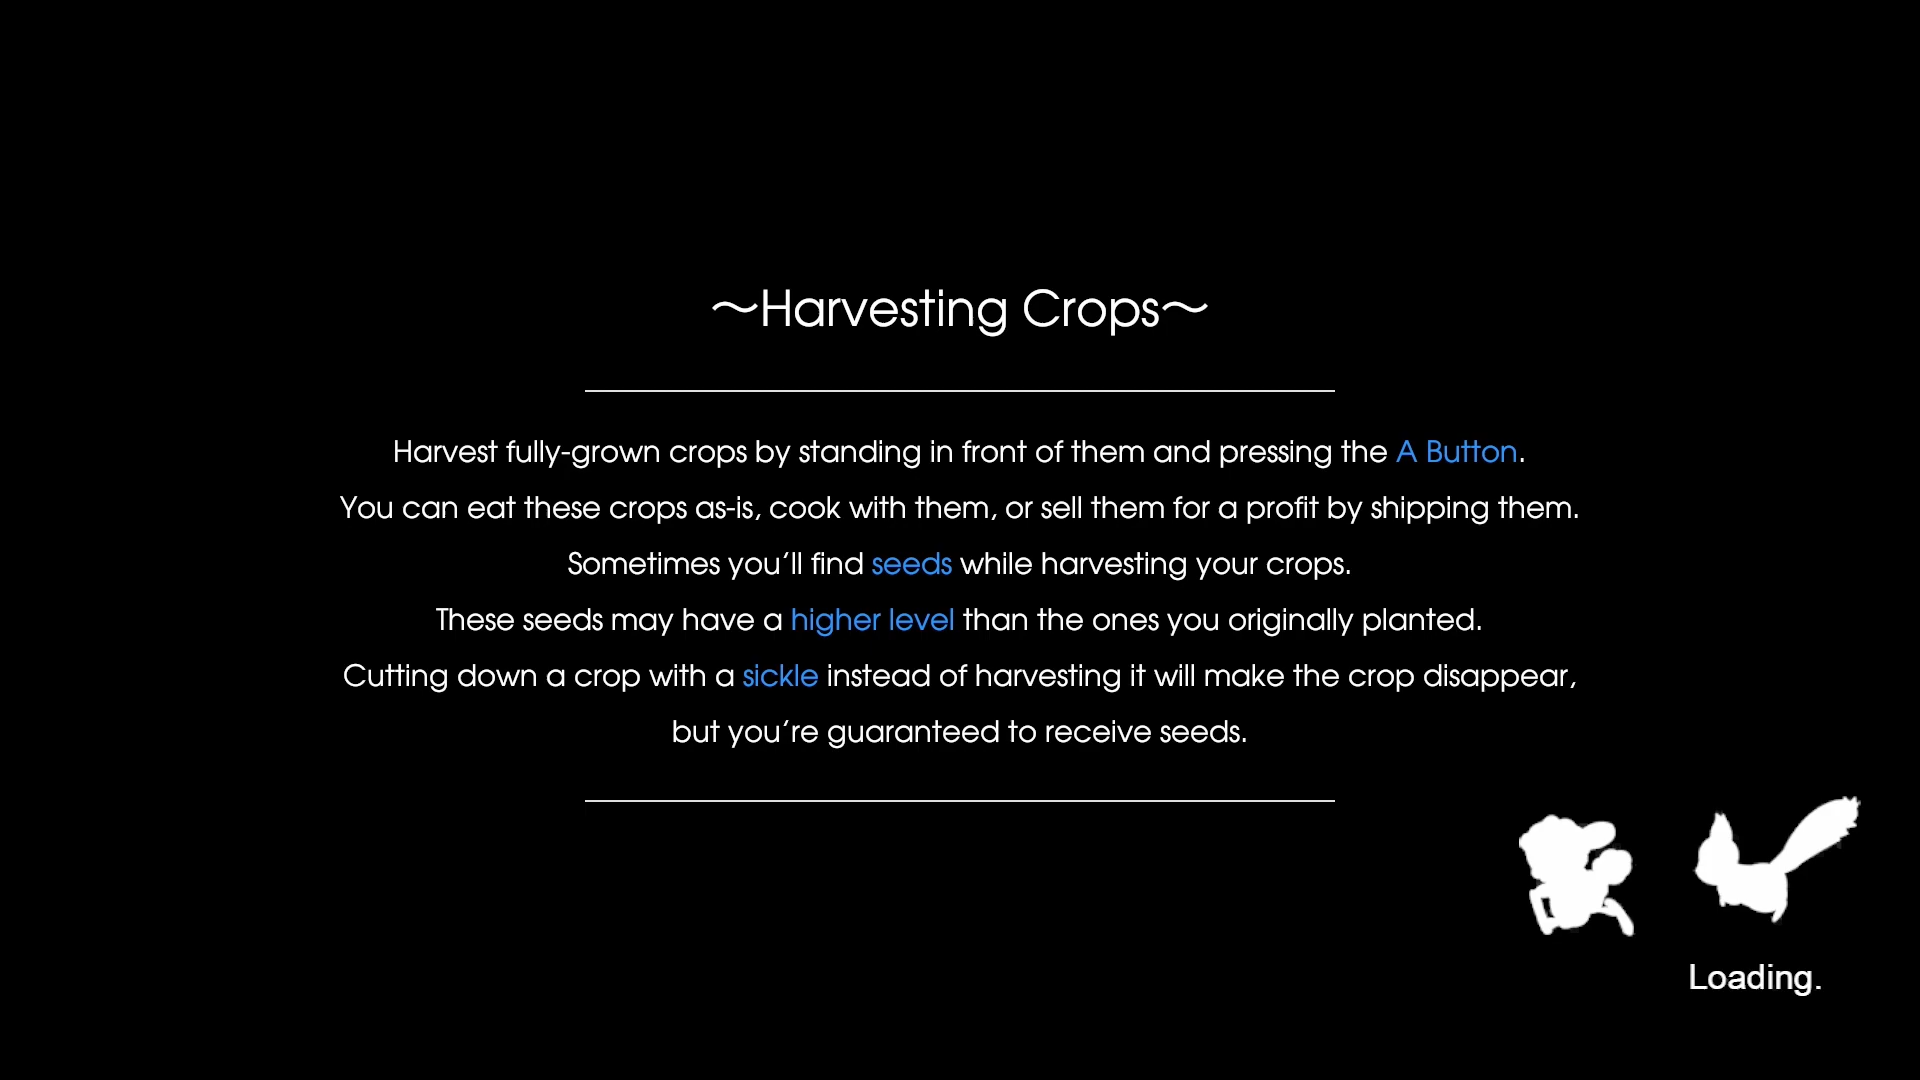 〜Harvesting Crops〜
Harvest fully-grown crops by standing in front of them and pressing the A Button.
You can eat these crops as-is, cook with them, or sell them for a profit by shipping them.
Sometimes you’ll find seeds while harvesting your crops.
These seeds may have a higher level than the ones you originally planted.
Cutting down a crop with a sickle instead of harvesting it will make the crop disappear,
but you’re guaranteed to receive seeds.
Loading.